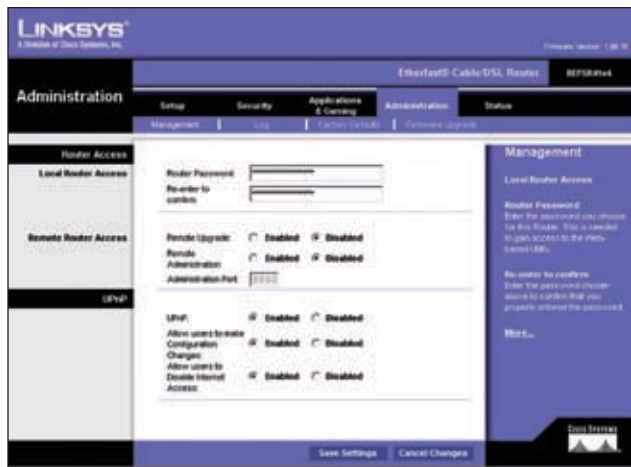 LINKSYS®
A Division of Cisco Systems, Inc.
Firmware Version:
Etherfast® Cable/DSL Router
BEFSR41v4
Administration
Setup
Security
Applications & Gaming
Administration
Status
Management
Log
Factory Defaults
Firmware Upgrade
Router Access
Local Router Access
Router Password:
Re-enter to confirm:
Remote Router Access
Remote Upgrade: Enabled Disabled
Remote Administration: Enabled Disabled
Administration Port:
UPnP
UPnP: Enabled Disabled
Allow users to make Configuration Changes: Enabled Disabled
Allow users to Disable Internet Access: Enabled Disabled
Management
Local Router Access
Router Password
Enter the password you choose
for this Router. This is needed
to gain access to the Web-
based Utility.
Re-enter to confirm
Enter the password chosen
above to confirm that you
properly entered the password
More...
Cisco Systems
Save Settings
Cancel Changes